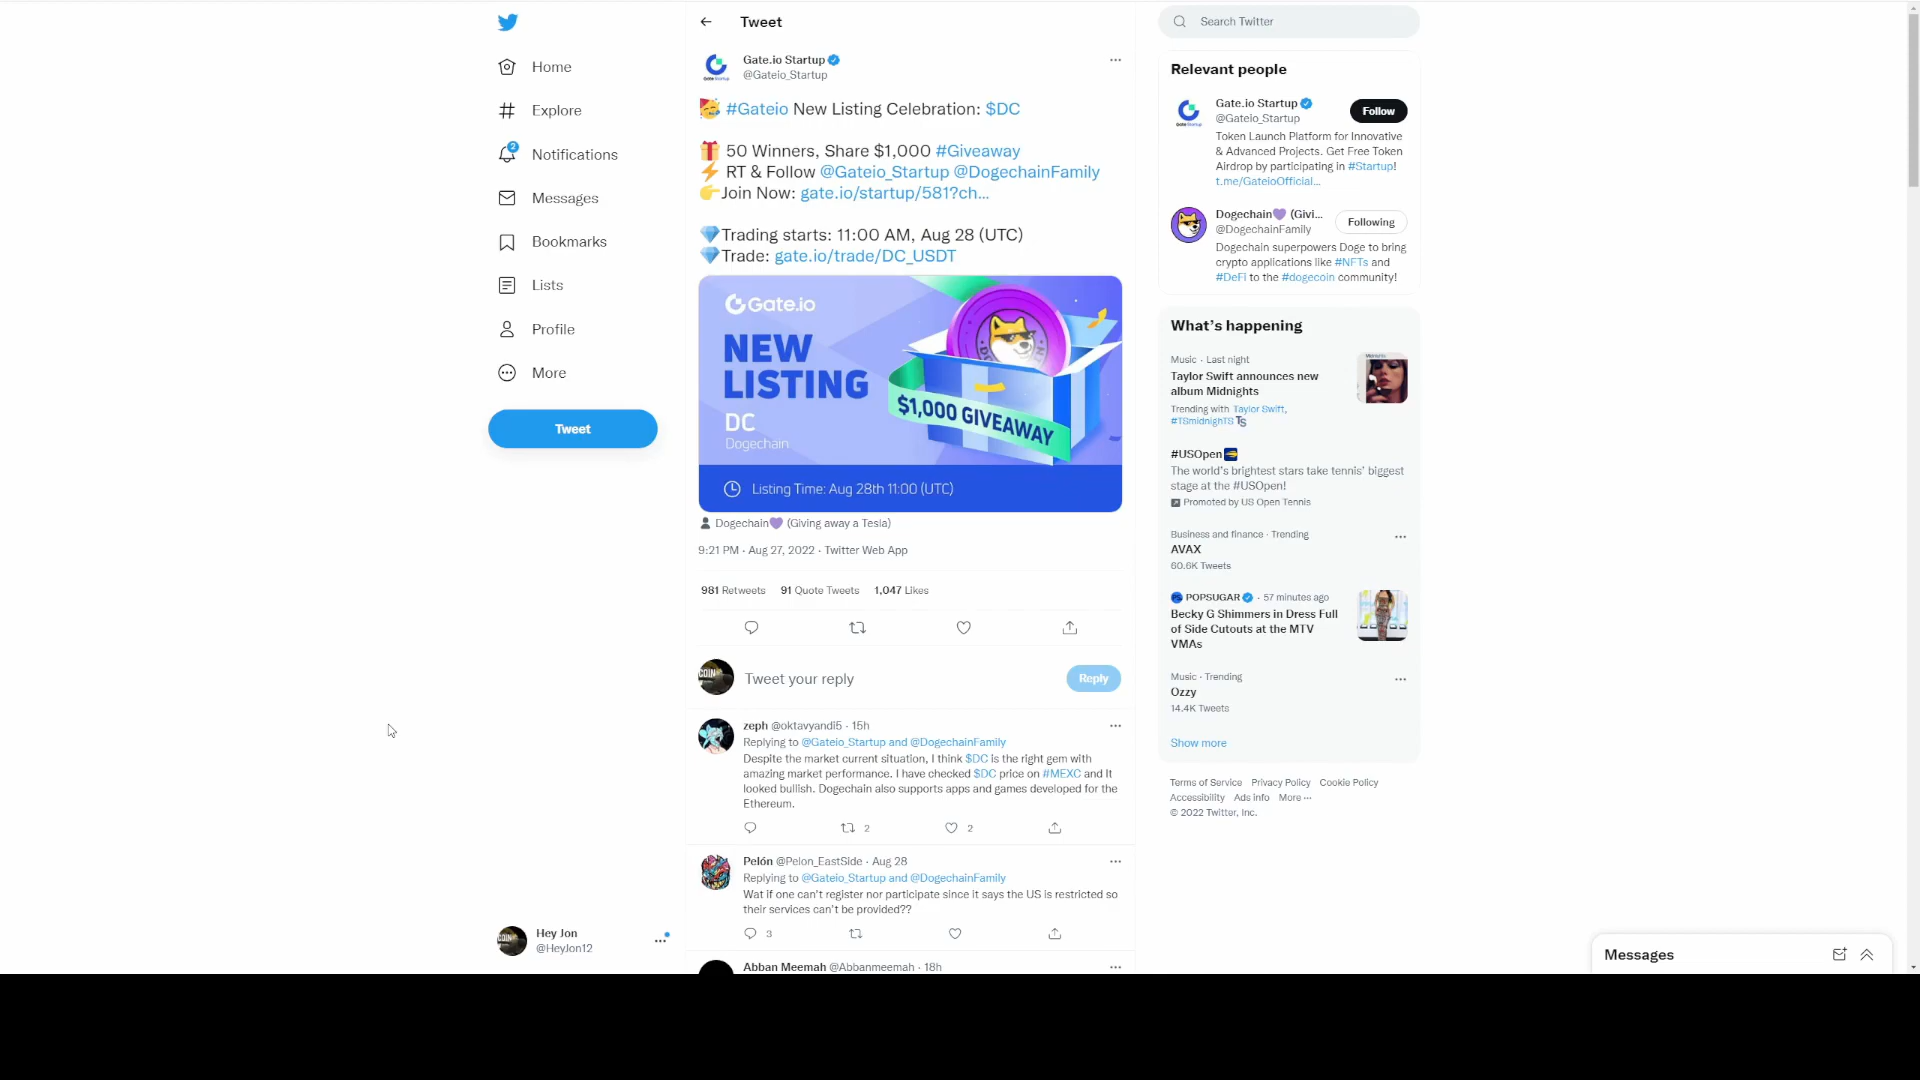 Home
Explore
2
Notifications
Messages
Bookmarks
Lists
Profile
More
Tweet
Hey Jon
@HeyJon12
Tweet
Gate.io Startup
@Gateio_Startup
#Gateio New Listing Celebration: $DC
50 Winners, Share $1,000 #Giveaway
RT & Follow @Gateio_Startup @DogechainFamily
Join Now: gate.io/startup/581?ch...
Trading starts: 11:00 AM, Aug 28 (UTC)
Trade: gate.io/trade/DC_USDT
Gate.io
NEW
LISTING
DC
Dogechain
$1,000 GIVEAWAY
Listing Time: Aug 28th 11:00 (UTC)
Dogechain💜 (Giving away a Tesla)
9:21 PM · Aug 27, 2022 · Twitter Web App
981 Retweets 91 Quote Tweets 1,047 Likes
Tweet your reply
Reply
zeph @oktavyandi5 · 15h
Replying to @Gateio_Startup and @DogechainFamily
Despite the market current situation, I think $DC is the right gem with
amazing market performance. I have checked $DC price on #MEXC and It
looked bullish. Dogechain also supports apps and games developed for the
Ethereum.
2 2
Pelón @Pelon_EastSide · Aug 28
Replying to @Gateio_Startup and @DogechainFamily
Wat if one can't register nor participate since it says the US is restricted so
their services can't be provided??
3
Abban Meemah @Abbanmeemah · 18h
Search Twitter
Relevant people
Gate.io Startup
@Gateio_Startup
Follow
Token Launch Platform for Innovative
& Advanced Projects. Get Free Token
Airdrop by participating in #Startup!
t.me/GateioOfficial...
Dogechain💜 (Givi...
@DogechainFamily
Following
Dogechain superpowers Doge to bring
crypto applications like #NFTs and
#DeFi to the #dogecoin community!
What's happening
Music · Last night
Taylor Swift announces new
album Midnights
Trending with Taylor Swift,
#TSmidnighTS
#USOpen
The world's brightest stars take tennis' biggest
stage at the #USOpen!
Promoted by US Open Tennis
Business and finance · Trending
AVAX
60.6K Tweets
POPSUGAR · 57 minutes ago
Becky G Shimmers in Dress Full
of Side Cutouts at the MTV
VMAs
Music · Trending
Ozzy
14.4K Tweets
Show more
Terms of Service Privacy Policy Cookie Policy
Accessibility Ads info More ···
© 2022 Twitter, Inc.
Messages